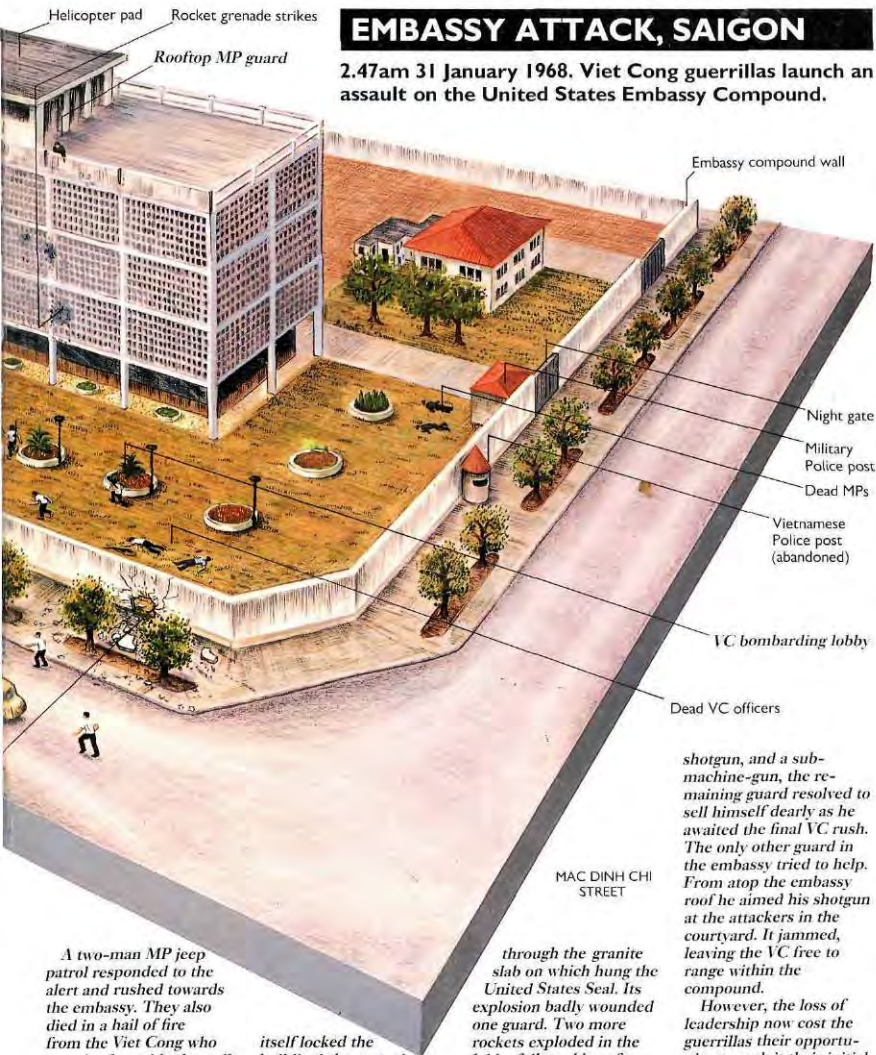 Helicopter pad
Rocket grenade strikes
Rooftop MP guard
EMBASSY ATTACK, SAIGON
2.47am 31 January 1968. Viet Cong guerrillas launch an
assault on the United States Embassy Compound.
Embassy compound wall
Night gate
Military
Police post
Dead MPs
Vietnamese
Police post
(abandoned)
VC bombarding lobby
Dead VC officers
MAC DINH CHI
STREET
A two-man MP jeep
patrol responded to the
alert and rushed towards
the embassy. They also
died in a hail of fire
from the Viet Cong who
itself locked the
through the granite
slab on which hung the
United States Seal. Its
explosion badly wounded
one guard. Two more
rockets exploded in the
shotgun, and a sub-
machine-gun, the re-
maining guard resolved to
sell himself dearly as he
awaited the final VC rush.
The only other guard in
the embassy tried to help.
From atop the embassy
roof he aimed his shotgun
at the attackers in the
courtyard. It jammed,
leaving the VC free to
range within the
compound.
However, the loss of
leadership now cost the
guerrillas their opportu-